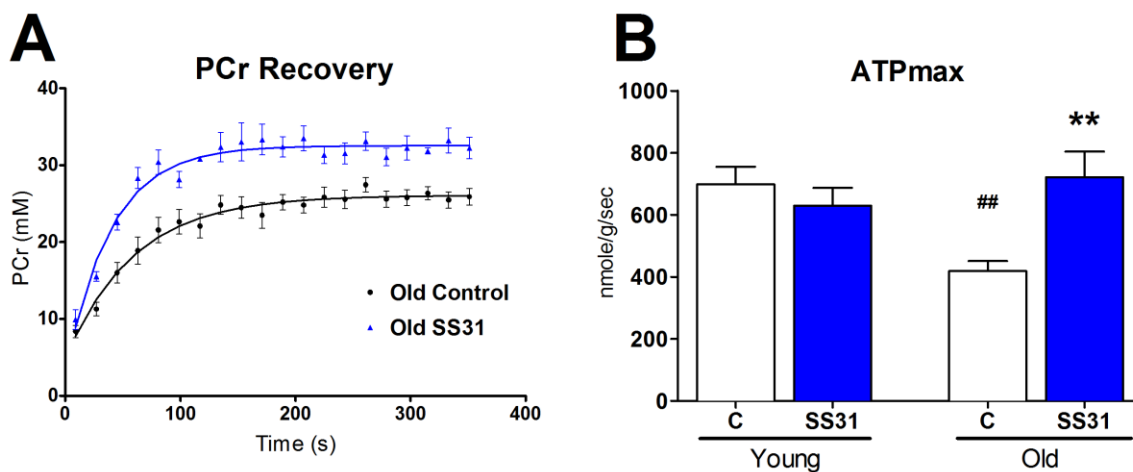 A
PCr Recovery
40
30
20
10
0
PCr (mM)
0 100 200 300 400
Time (s)
Old Control
Old SS31
B
ATPmax
1000
800
600
400
200
0
nmole/g/sec
##
**
C SS31 C SS31
Young Old